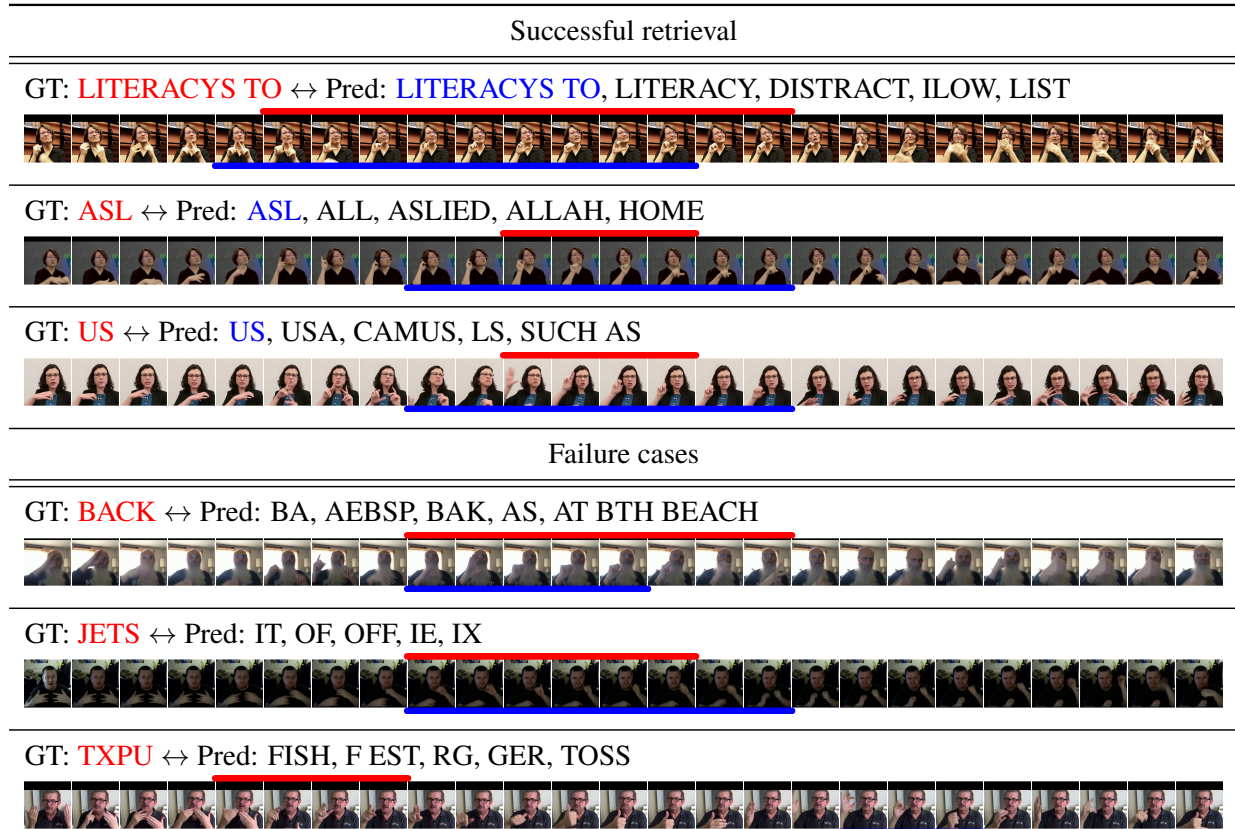 Successful retrieval
GT: LITERACYS TO ↔ Pred: LITERACYS TO, LITERACY, DISTRACT, ILOW, LIST
GT: ASL ↔ Pred: ASL, ALL, ASLIED, ALLAH, HOME
GT: US ↔ Pred: US, USA, CAMUS, LS, SUCH AS
Failure cases
GT: BACK ↔ Pred: BA, AEBSP, BAK, AS, AT BTH BEACH
GT: JETS ↔ Pred: IT, OF, OFF, IE, IX
GT: TXPU ↔ Pred: FISH, F EST, RG, GER, TOSS